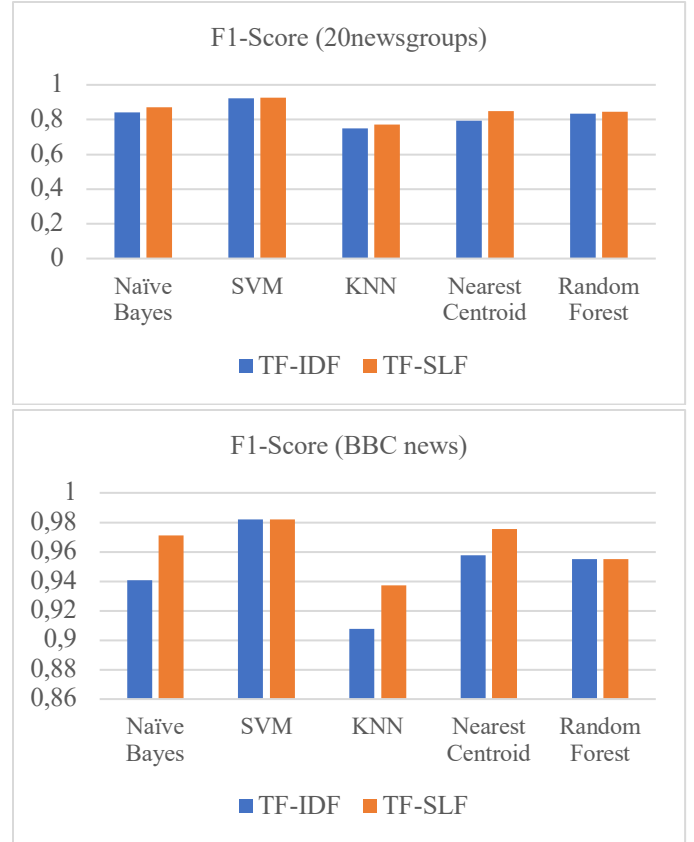 F1-Score (20newsgroups)
1
0,8
0,6
0,4
0,2
0
Naïve Bayes SVM KNN Nearest Centroid Random Forest
TF-IDF TF-SLF
F1-Score (BBC news)
1
0,98
0,96
0,94
0,92
0,9
0,88
0,86
Naïve Bayes SVM KNN Nearest Centroid Random Forest
TF-IDF TF-SLF